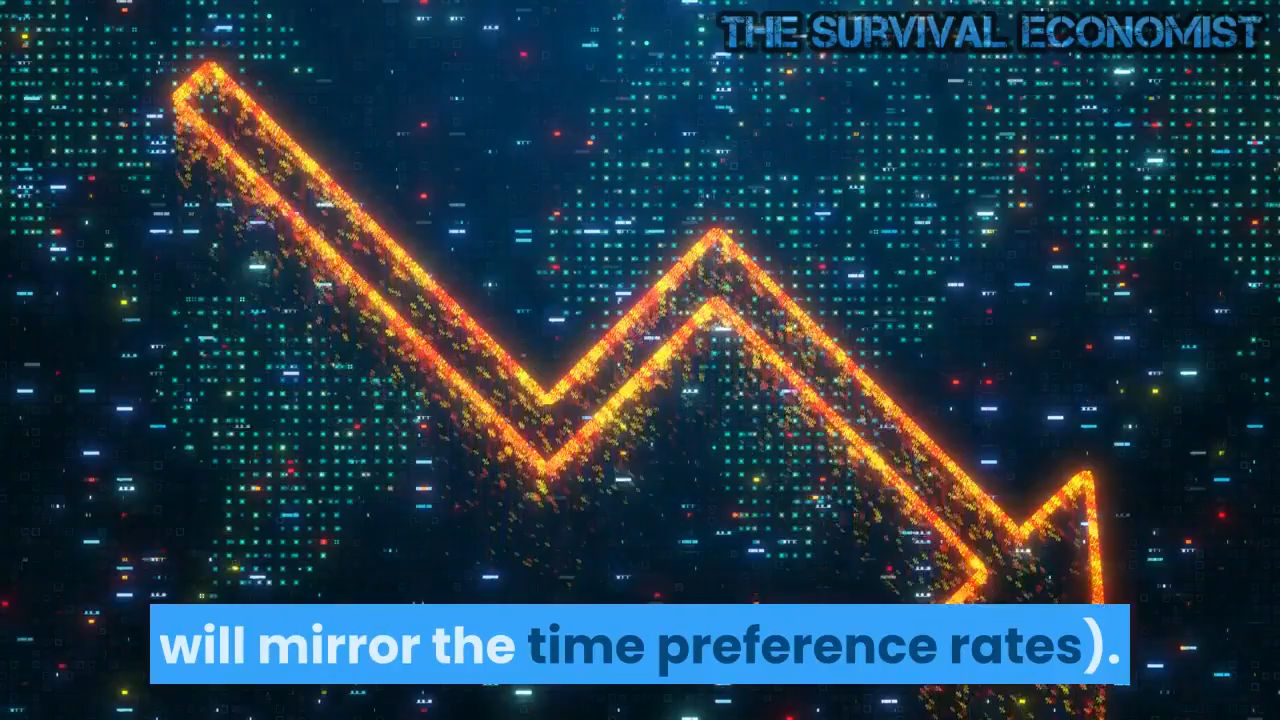 THE SURVIVAL ECONOMIST
will mirror the time preference rates).